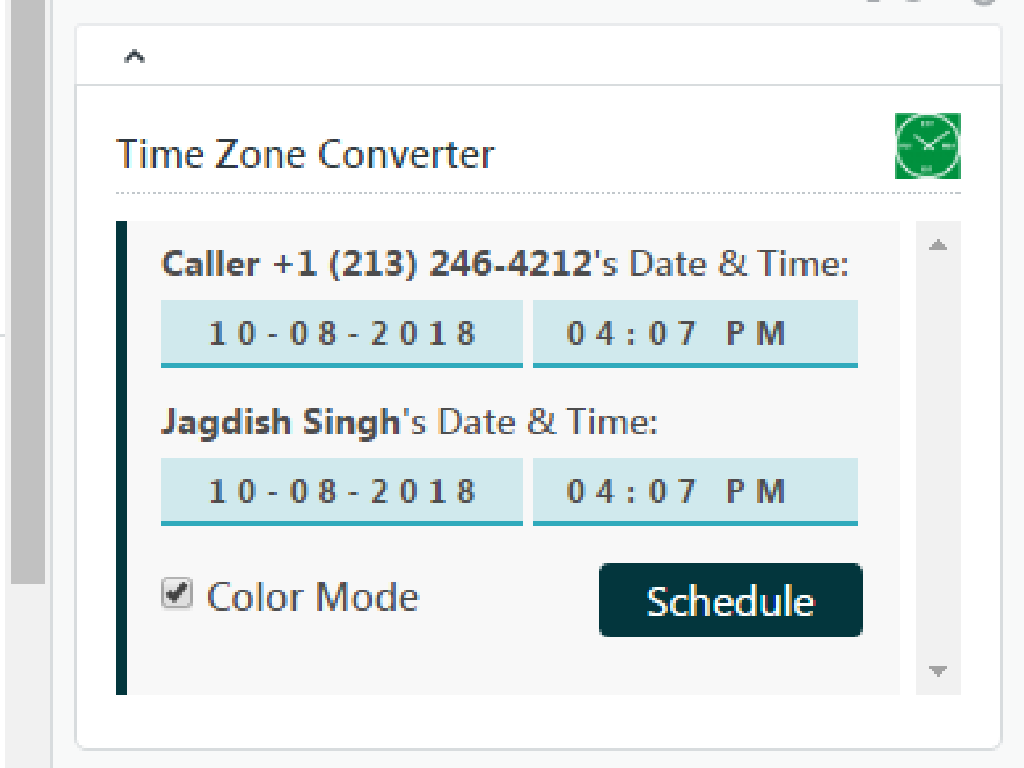 Time Zone Converter
Caller +1 (213) 246-4212's Date & Time:
10-08-2018 04:07 PM
Jagdish Singh's Date & Time:
10-08-2018 04:07 PM
Color Mode Schedule